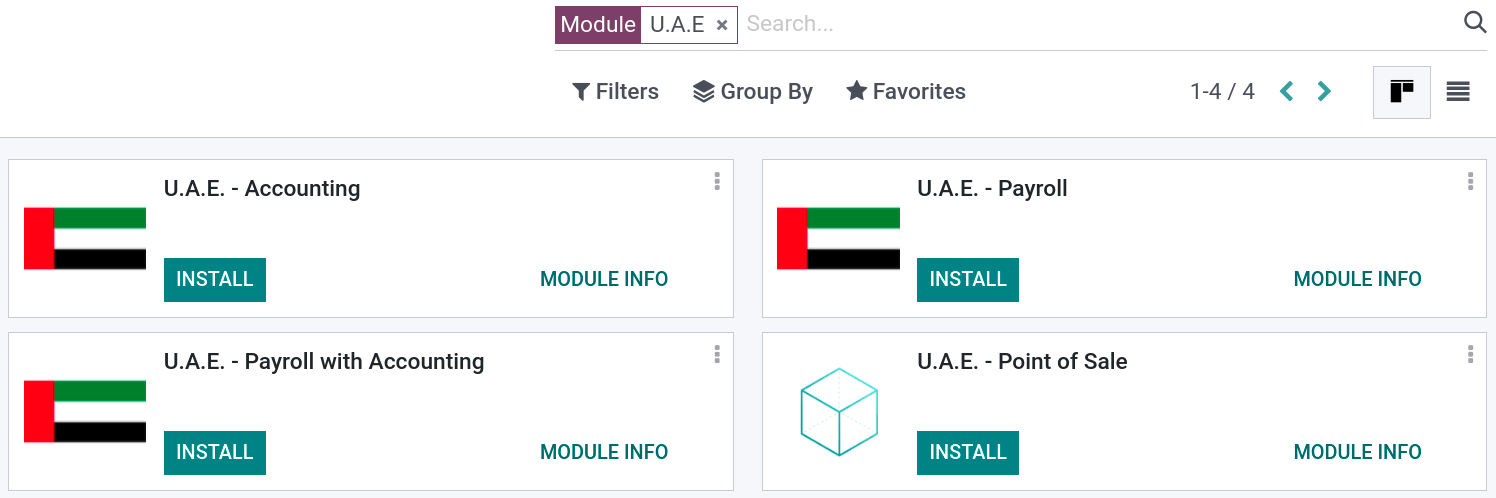 Module U.A.E × Search...
Filters Group By Favorites 1-4 / 4
U.A.E. - Accounting
INSTALL MODULE INFO
U.A.E. - Payroll
INSTALL MODULE INFO
U.A.E. - Payroll with Accounting
INSTALL MODULE INFO
U.A.E. - Point of Sale
INSTALL MODULE INFO